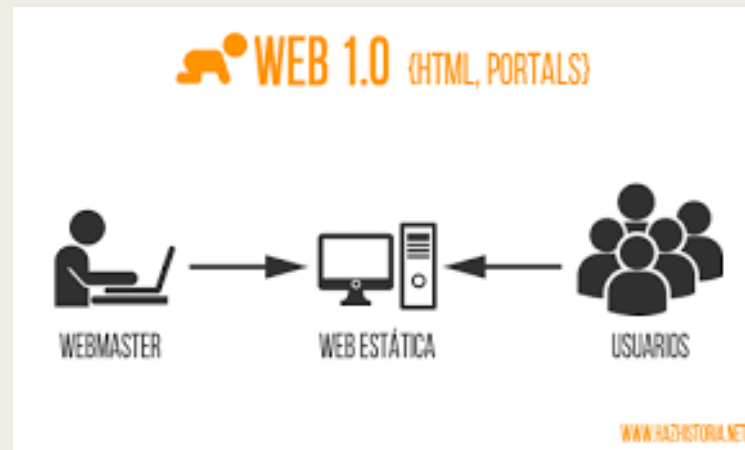 WEB 1.0 {HTML, PORTALS}
WEBMASTER
WEB ESTÁTICA
USUARIOS
WWW.HAZHISTORIA.NET